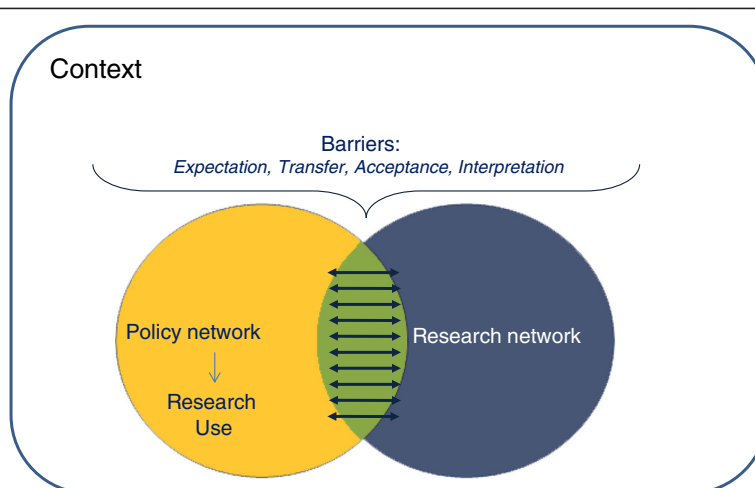 Context
Barriers:
Expectation, Transfer, Acceptance, Interpretation
Policy network
Research
Use
Research network